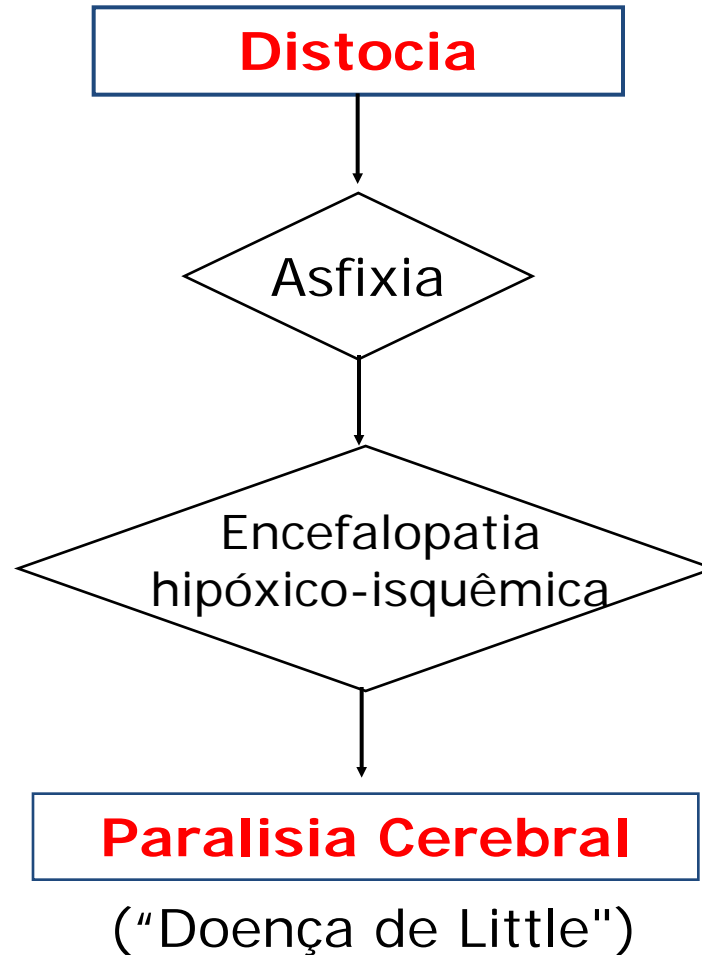 Distocia
Asfixia
Encefalopatia
hipóxico-isquêmica
Paralisia Cerebral
(“Doença de Little")